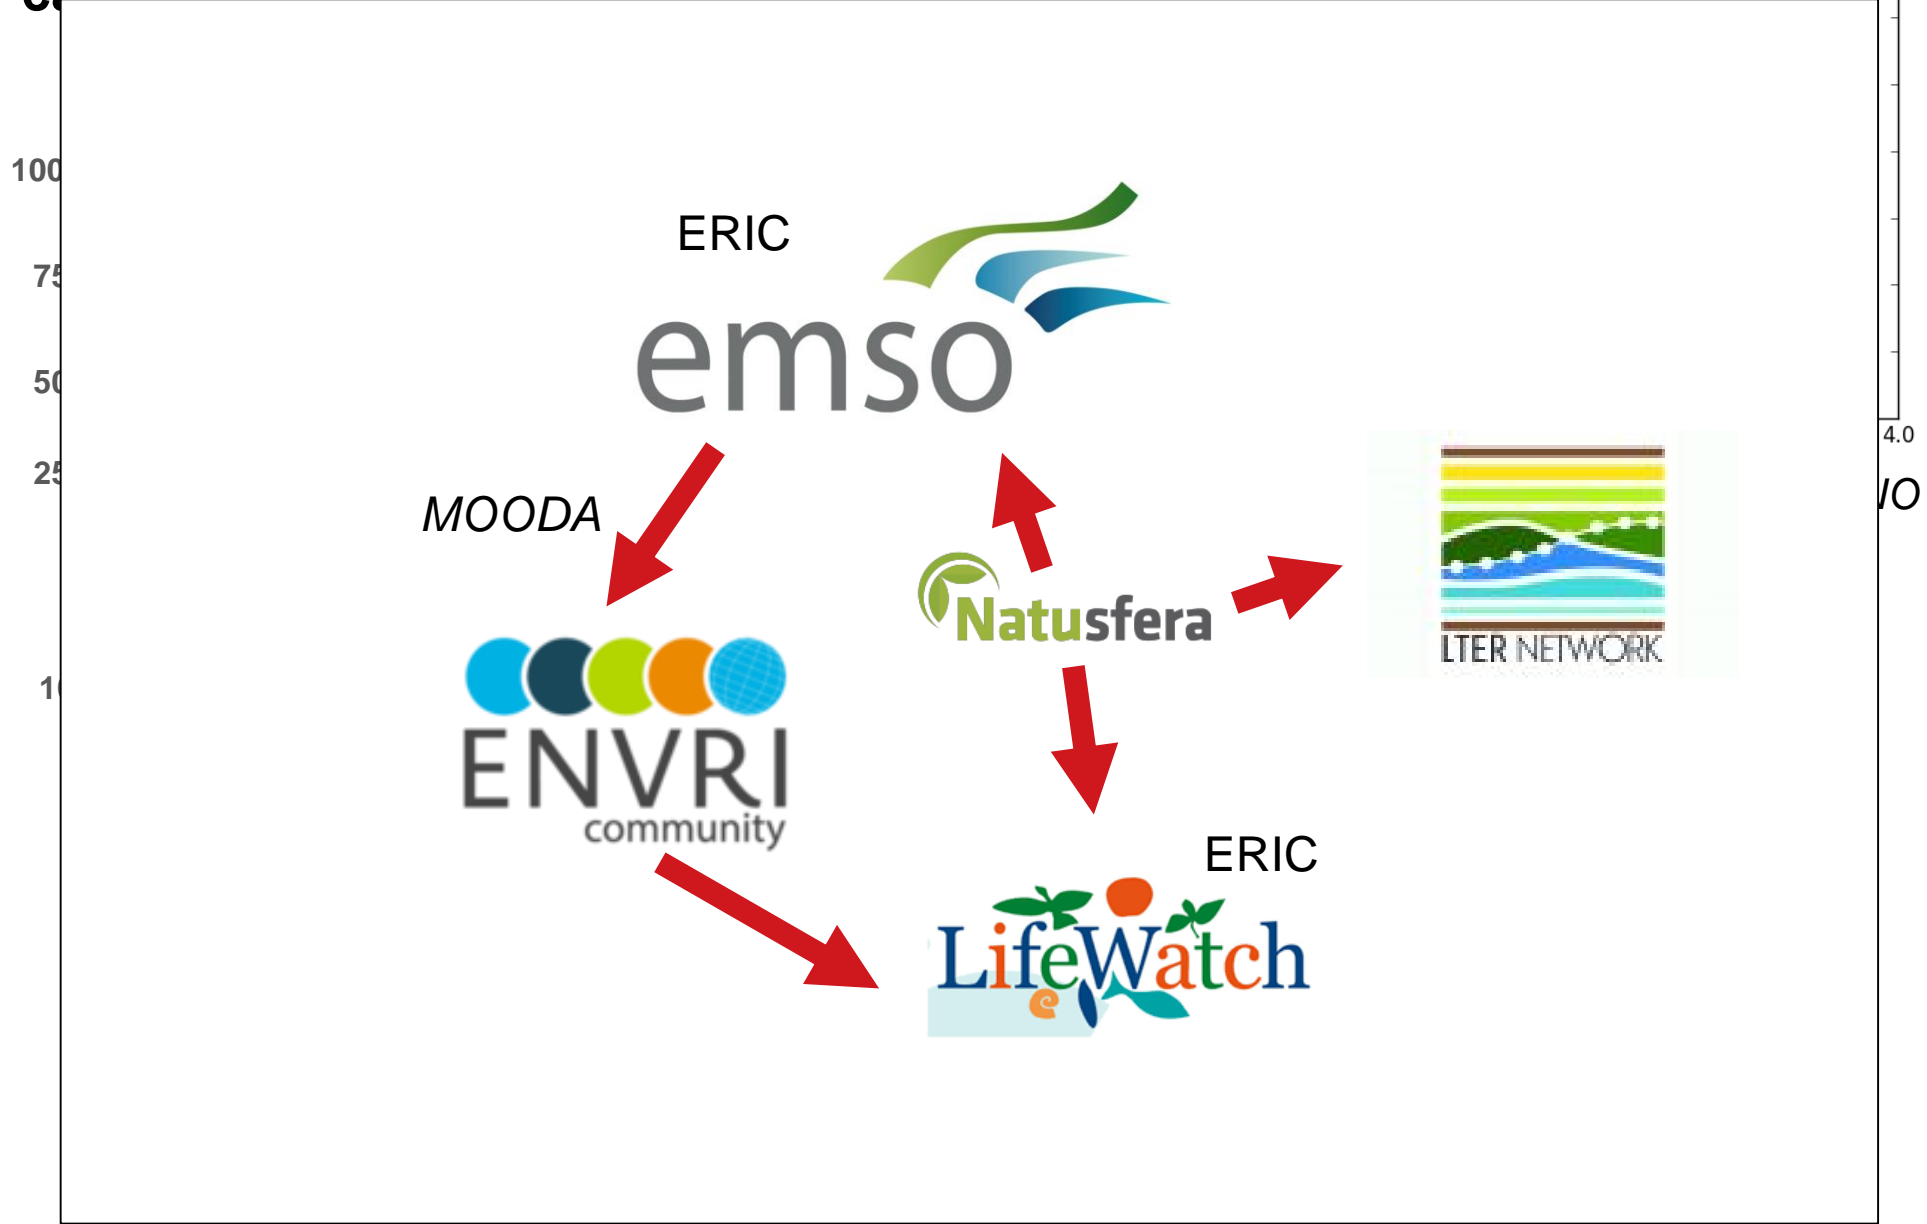 100
75
50
25
ERIC
emso
4.0
MOODA
Natusfera
LTER NETWORK
ENVRI
community
ERIC
LifeWatch